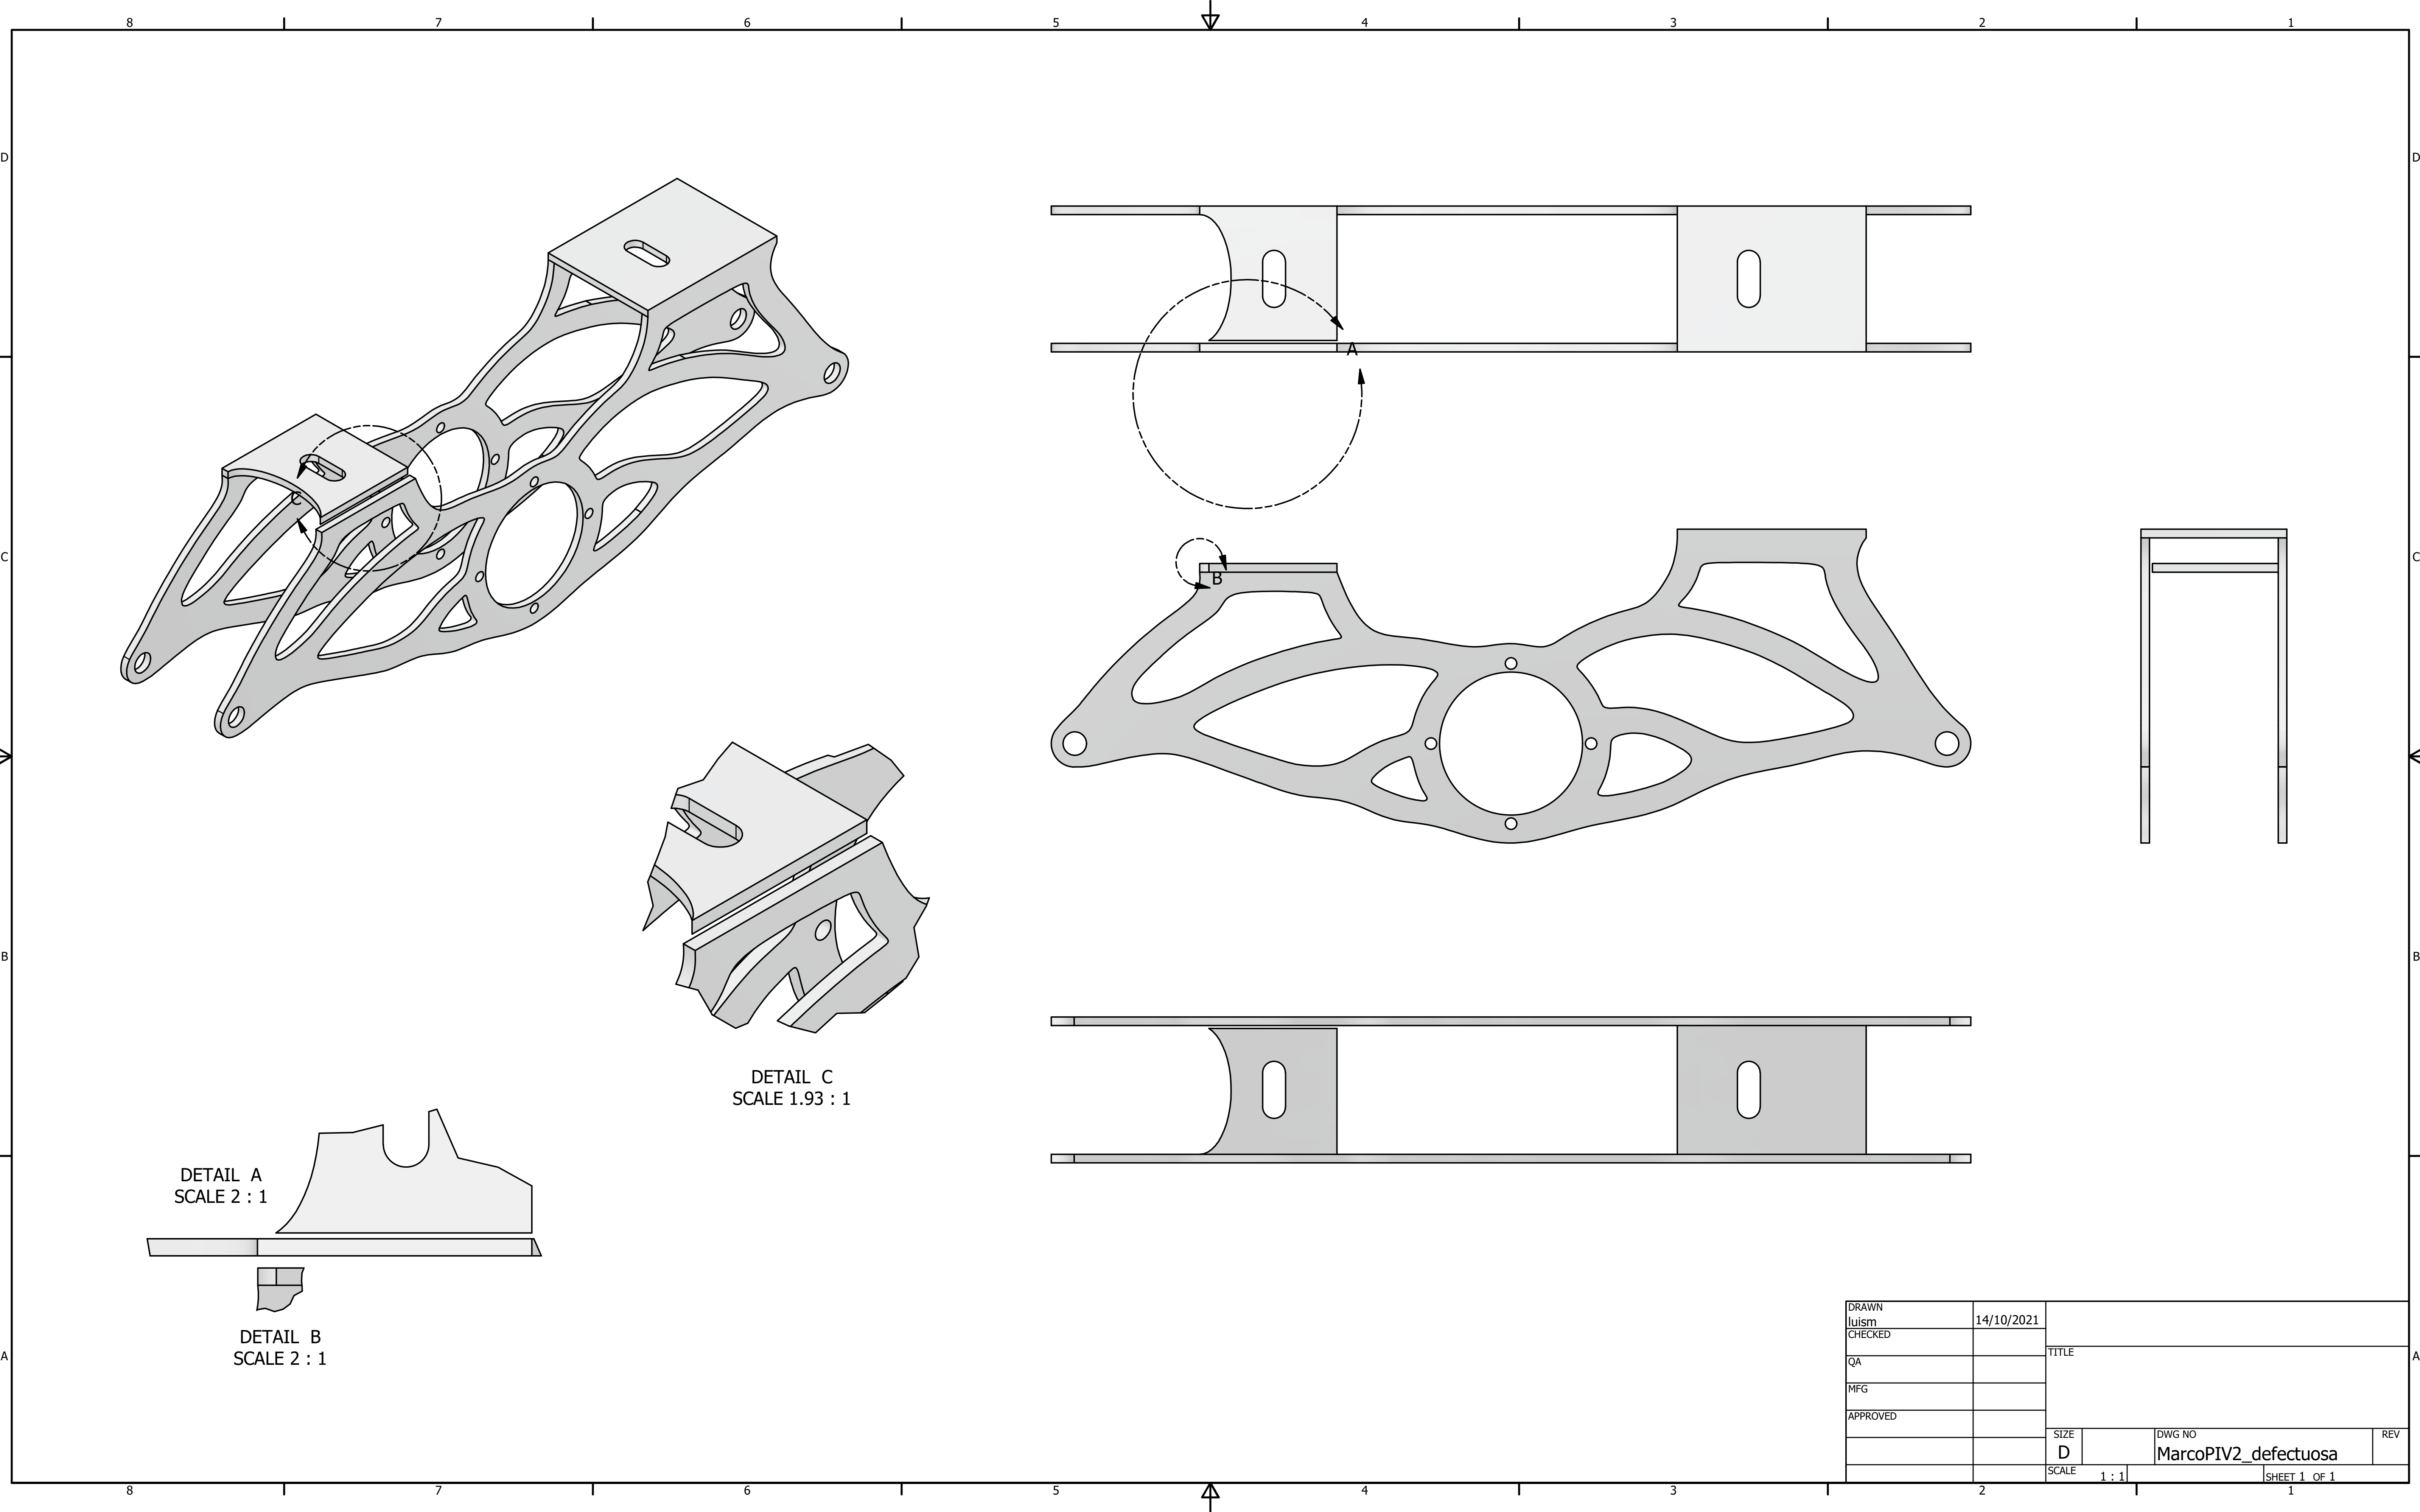 8 7 6 5 4 3 2 1
D D
A
C
C C
B
B B
DETAIL C
SCALE 1.93 : 1
DETAIL A
SCALE 2 : 1
DETAIL B
SCALE 2 : 1
A A
DRAWN
luism 14/10/2021
CHECKED
QA
MFG
APPROVED
TITLE
SIZE
D
DWG NO
MarcoPIV2_defectuosa
REV
SCALE 1 : 1
SHEET 1 OF 1
8 7 6 5 4 3 2 1